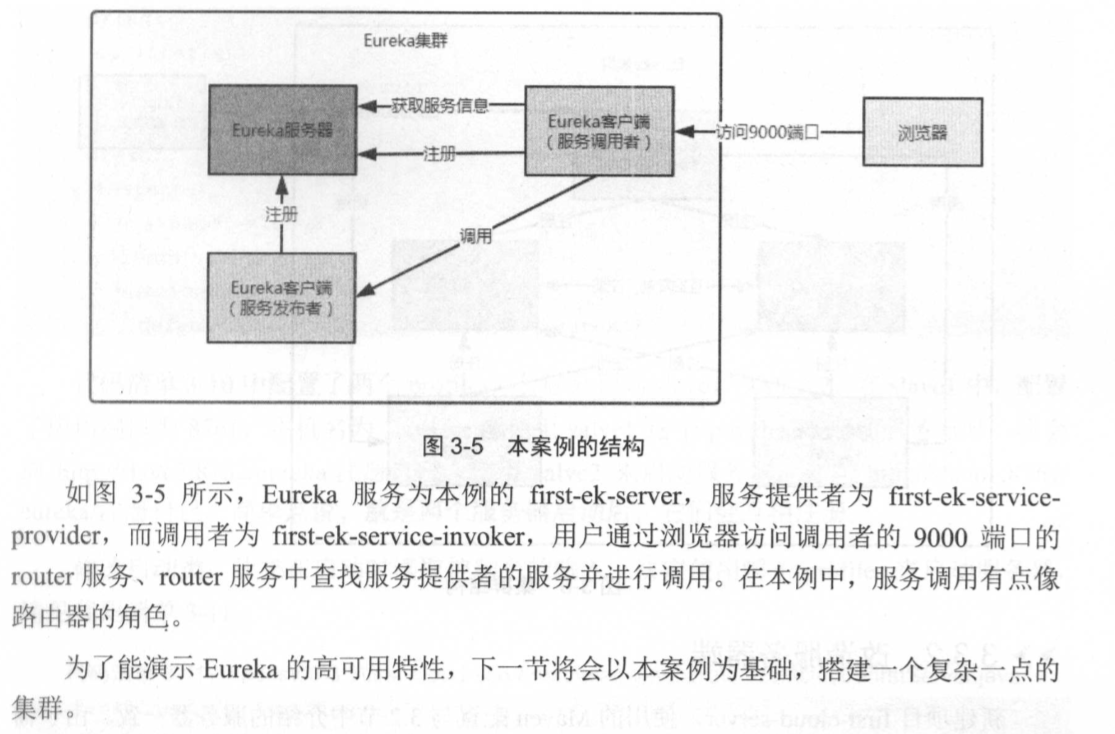 Eureka集群
Eureka服务器
获取服务信息
注册
Eureka客户端
（服务调用者）
访问9000端口
浏览器
注册
调用
Eureka客户端
（服务发布者）
图 3-5 本案例的结构
如图 3-5 所示，Eureka 服务为本例的 first-ek-server，服务提供者为 first-ek-service-
provider，而调用者为 first-ek-service-invoker，用户通过浏览器访问调用者的 9000 端口的
router 服务、router 服务中查找服务提供者的服务并进行调用。在本例中，服务调用有点像
路由器的角色。
为了能演示 Eureka 的高可用特性，下一节将会以本案例为基础，搭建一个复杂一点的
集群。